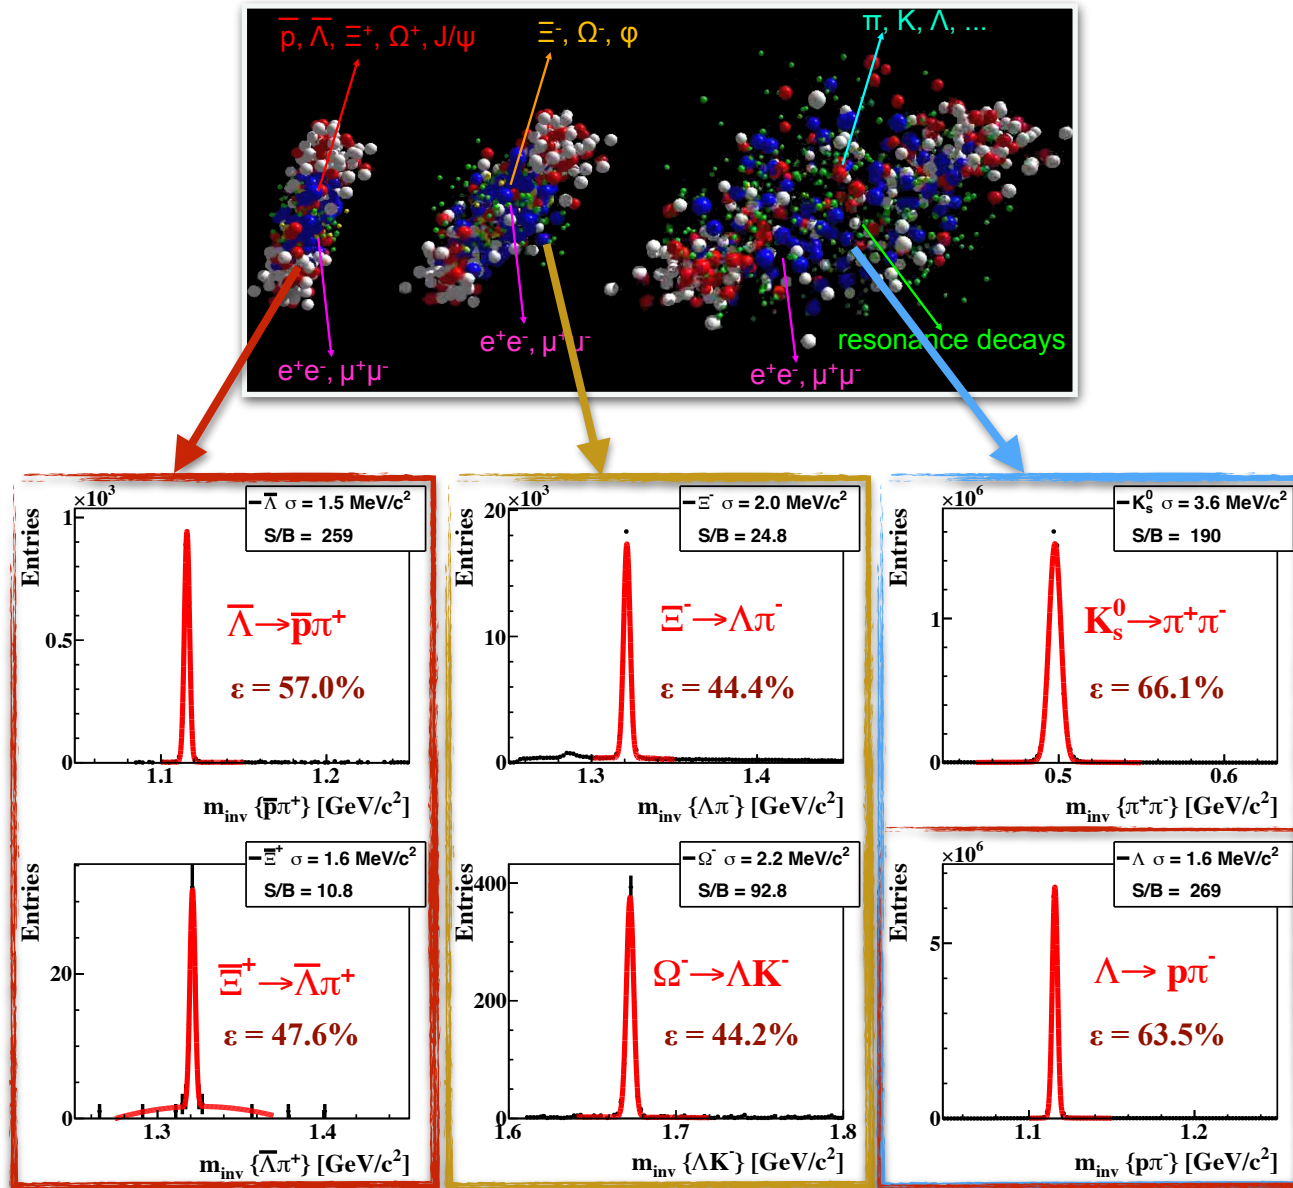 p̅, Λ̅, Ξ⁺, Ω⁺, J/ψ
Ξ⁻, Ω⁻, φ
π, K, Λ, ...
e⁺e⁻, μ⁺μ⁻
e⁺e⁻, μ⁺μ⁻
e⁺e⁻, μ⁺μ⁻
resonance decays
×10³
Λ̅ σ = 1.5 MeV/c²
S/B = 259
Entries
1
0.5
0
Λ̅→p̅π⁺
ε = 57.0%
1.1 1.2
m_inv {p̅π⁺} [GeV/c²]
×10³
Ξ⁻ σ = 2.0 MeV/c²
S/B = 24.8
Entries
20
10
0
Ξ⁻→Λπ⁻
ε = 44.4%
1.3 1.4
m_inv {Λπ⁻} [GeV/c²]
×10⁶
K⁰_s σ = 3.6 MeV/c²
S/B = 190
Entries
1
0
K⁰_s→π⁺π⁻
ε = 66.1%
0.5 0.6
m_inv {π⁺π⁻} [GeV/c²]
Ξ̅⁺ σ = 1.6 MeV/c²
S/B = 10.8
Entries
20
0
Ξ̅⁺→Λ̅π⁺
ε = 47.6%
1.3 1.4
m_inv {Λ̅π⁺} [GeV/c²]
Ω⁻ σ = 2.2 MeV/c²
S/B = 92.8
Entries
400
200
0
Ω⁻→ΛK⁻
ε = 44.2%
1.6 1.7 1.8
m_inv {ΛK⁻} [GeV/c²]
×10⁶
Λ σ = 1.6 MeV/c²
S/B = 269
Entries
5
0
Λ→ pπ⁻
ε = 63.5%
1.1 1.2
m_inv {pπ⁻} [GeV/c²]